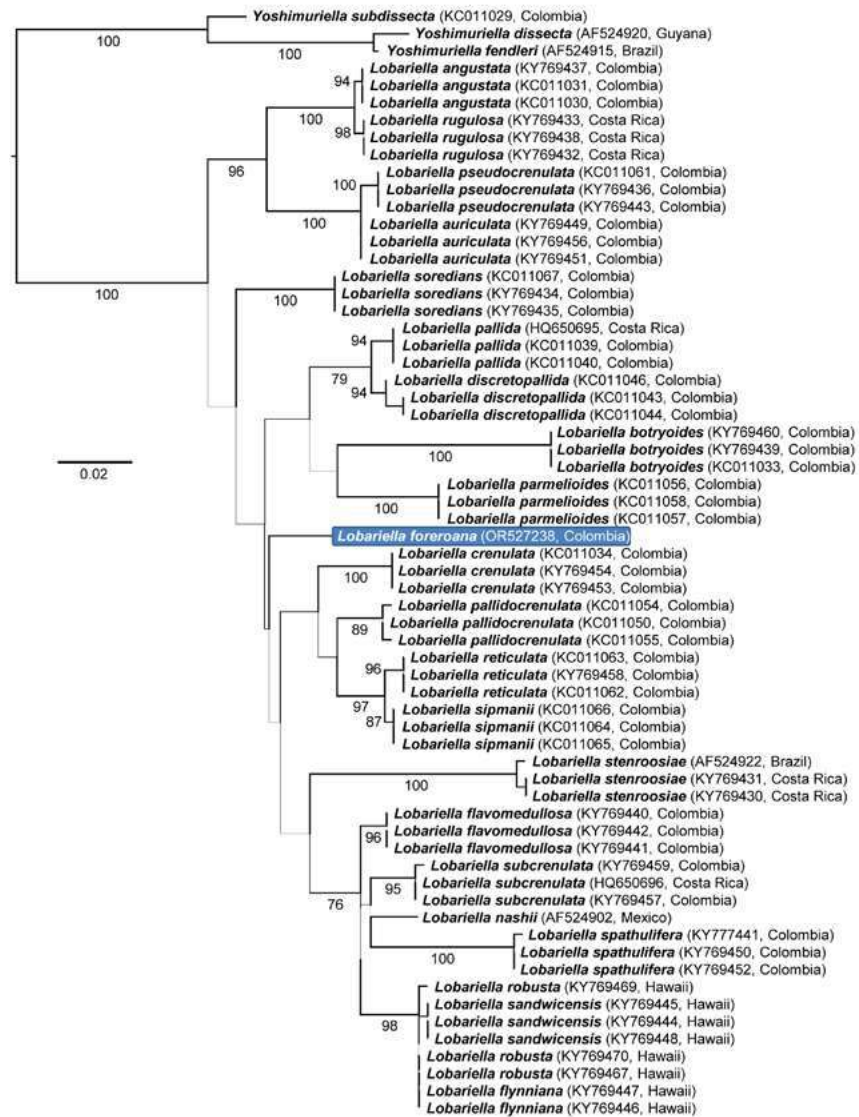 Yoshimuriella subdissecta (KC011029, Colombia)
Yoshimuriella dissecta (AF524920, Guyana)
100
Yoshimuriella fendleri (AF524915, Brazil)
Lobariella angustata (KY769437, Colombia)
94
Lobariella angustata (KC011031, Colombia)
Lobariella angustata (KC011030, Colombia)
100
Lobariella rugulosa (KY769433, Costa Rica)
98
Lobariella rugulosa (KY769438, Costa Rica)
Lobariella rugulosa (KY769432, Costa Rica)
96
Lobariella pseudocrenulata (KC011061, Colombia)
100
Lobariella pseudocrenulata (KY769436, Colombia)
Lobariella pseudocrenulata (KY769443, Colombia)
100
Lobariella auriculata (KY769449, Colombia)
Lobariella auriculata (KY769456, Colombia)
Lobariella auriculata (KY769451, Colombia)
100
Lobariella soredians (KC011067, Colombia)
100
Lobariella soredians (KY769434, Colombia)
Lobariella soredians (KY769435, Colombia)
Lobariella pallida (HQ650695, Costa Rica)
94
Lobariella pallida (KC011039, Colombia)
Lobariella pallida (KC011040, Colombia)
79
Lobariella discretopallida (KC011046, Colombia)
94
Lobariella discretopallida (KC011043, Colombia)
Lobariella discretopallida (KC011044, Colombia)
Lobariella botryoides (KY769460, Colombia)
100
Lobariella botryoides (KY769439, Colombia)
Lobariella botryoides (KC011033, Colombia)
0.02
Lobariella parmelioides (KC011056, Colombia)
100
Lobariella parmelioides (KC011058, Colombia)
Lobariella parmelioides (KC011057, Colombia)
Lobariella foreroana (OR527238, Colombia)
Lobariella crenulata (KC011034, Colombia)
100
Lobariella crenulata (KY769454, Colombia)
Lobariella crenulata (KY769453, Colombia)
Lobariella pallidocrenulata (KC011054, Colombia)
89
Lobariella pallidocrenulata (KC011050, Colombia)
Lobariella pallidocrenulata (KC011055, Colombia)
96
Lobariella reticulata (KC011063, Colombia)
Lobariella reticulata (KY769458, Colombia)
Lobariella reticulata (KC011062, Colombia)
97
Lobariella sipmanii (KC011066, Colombia)
87
Lobariella sipmanii (KC011064, Colombia)
Lobariella sipmanii (KC011065, Colombia)
Lobariella stenroosiae (AF524922, Brazil)
100
Lobariella stenroosiae (KY769431, Costa Rica)
Lobariella stenroosiae (KY769430, Costa Rica)
Lobariella flavomedullosa (KY769440, Colombia)
96
Lobariella flavomedullosa (KY769442, Colombia)
Lobariella flavomedullosa (KY769441, Colombia)
Lobariella subcrenulata (KY769459, Colombia)
95
Lobariella subcrenulata (HQ650696, Costa Rica)
Lobariella subcrenulata (KY769457, Colombia)
76
Lobariella nashii (AF524902, Mexico)
Lobariella spathulifera (KY777441, Colombia)
100
Lobariella spathulifera (KY769450, Colombia)
Lobariella spathulifera (KY769452, Colombia)
Lobariella robusta (KY769469, Hawaii)
Lobariella sandwicensis (KY769445, Hawaii)
98
Lobariella sandwicensis (KY769444, Hawaii)
Lobariella sandwicensis (KY769448, Hawaii)
Lobariella robusta (KY769470, Hawaii)
Lobariella robusta (KY769467, Hawaii)
Lobariella flynniana (KY769447, Hawaii)
Lobariella flynniana (KY769446, Hawaii)